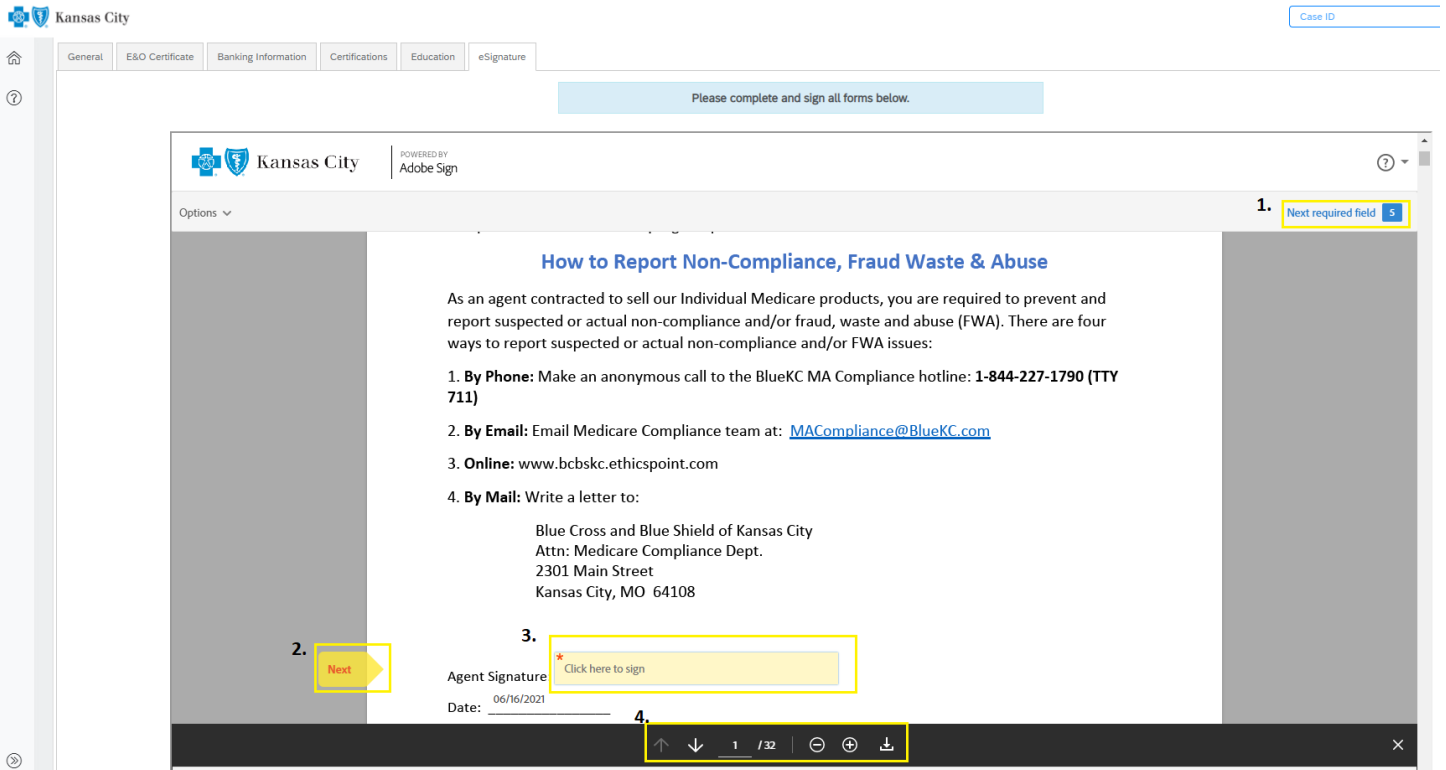 Kansas City
Case ID
General E&O Certificate Banking Information Certifications Education eSignature
Please complete and sign all forms below.
Kansas City POWERED BY
Adobe Sign
Options
1. Next required field 5
How to Report Non-Compliance, Fraud Waste & Abuse
As an agent contracted to sell our Individual Medicare products, you are required to prevent and
report suspected or actual non-compliance and/or fraud, waste and abuse (FWA). There are four
ways to report suspected or actual non-compliance and/or FWA issues:
1. By Phone: Make an anonymous call to the BlueKC MA Compliance hotline: 1-844-227-1790 (TTY
711)
2. By Email: Email Medicare Compliance team at: MACompliance@BlueKC.com
3. Online: www.bcbskc.ethicspoint.com
4. By Mail: Write a letter to:
Blue Cross and Blue Shield of Kansas City
Attn: Medicare Compliance Dept.
2301 Main Street
Kansas City, MO 64108
3.
2.
Next
Agent Signature * Click here to sign
Date: 06/16/2021
4.
1 / 32